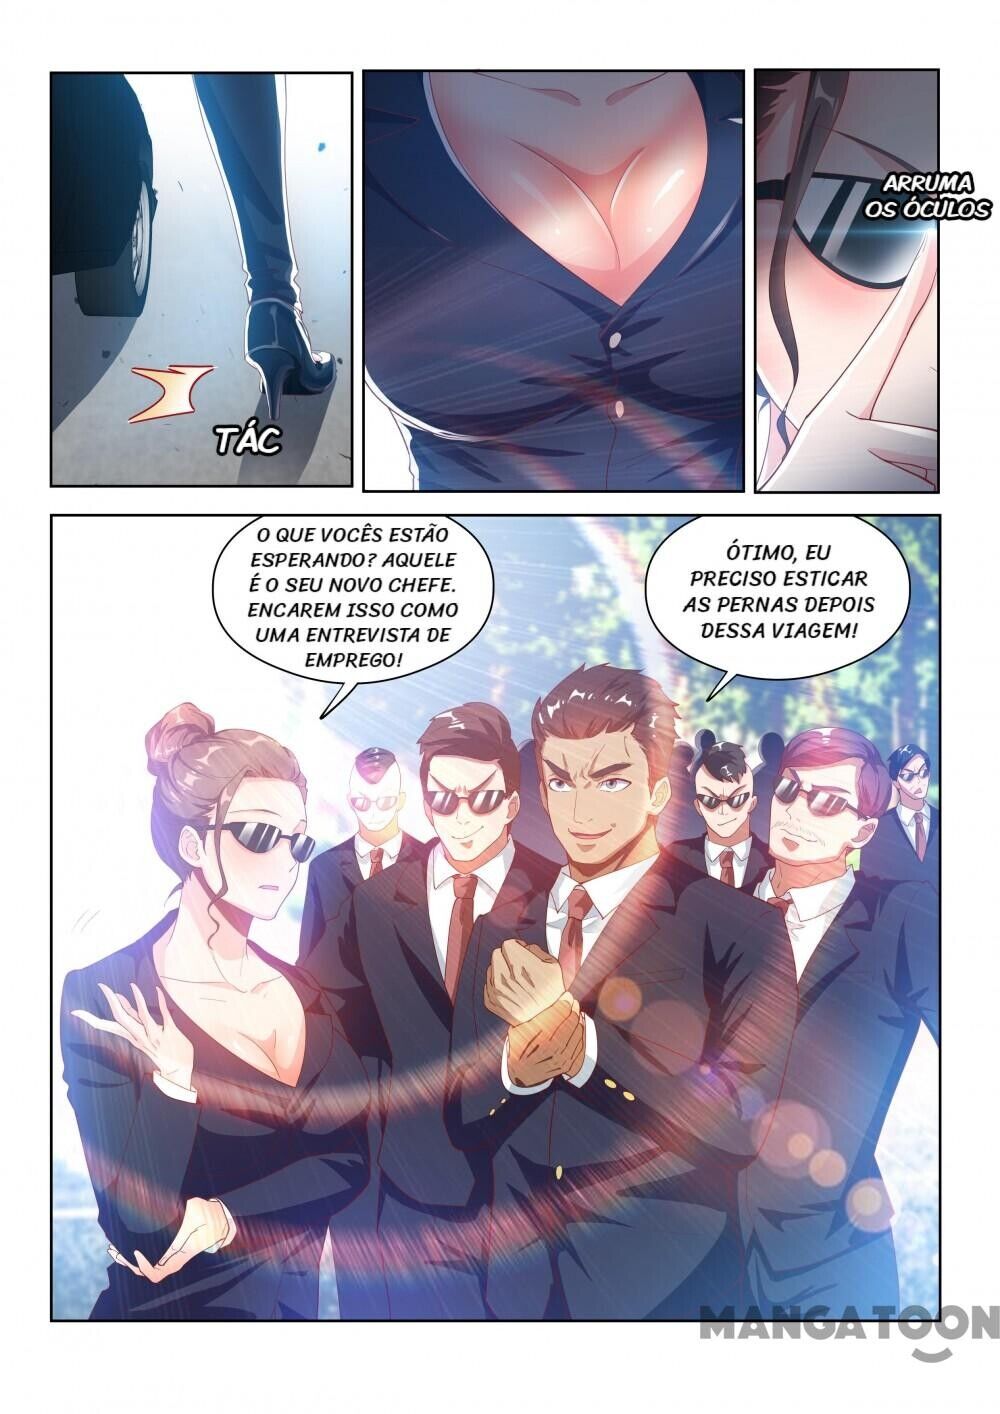 TÁC
ARRUMA
OS ÓCULOS
O QUE VOCÊS ESTÃO
ESPERANDO? AQUELE
É O SEU NOVO CHEFE.
ENCAREM ISSO COMO
UMA ENTREVISTA DE
EMPREGO!
ÓTIMO, EU
PRECISO ESTICAR
AS PERNAS DEPOIS
DESSA VIAGEM!
MANGATOON